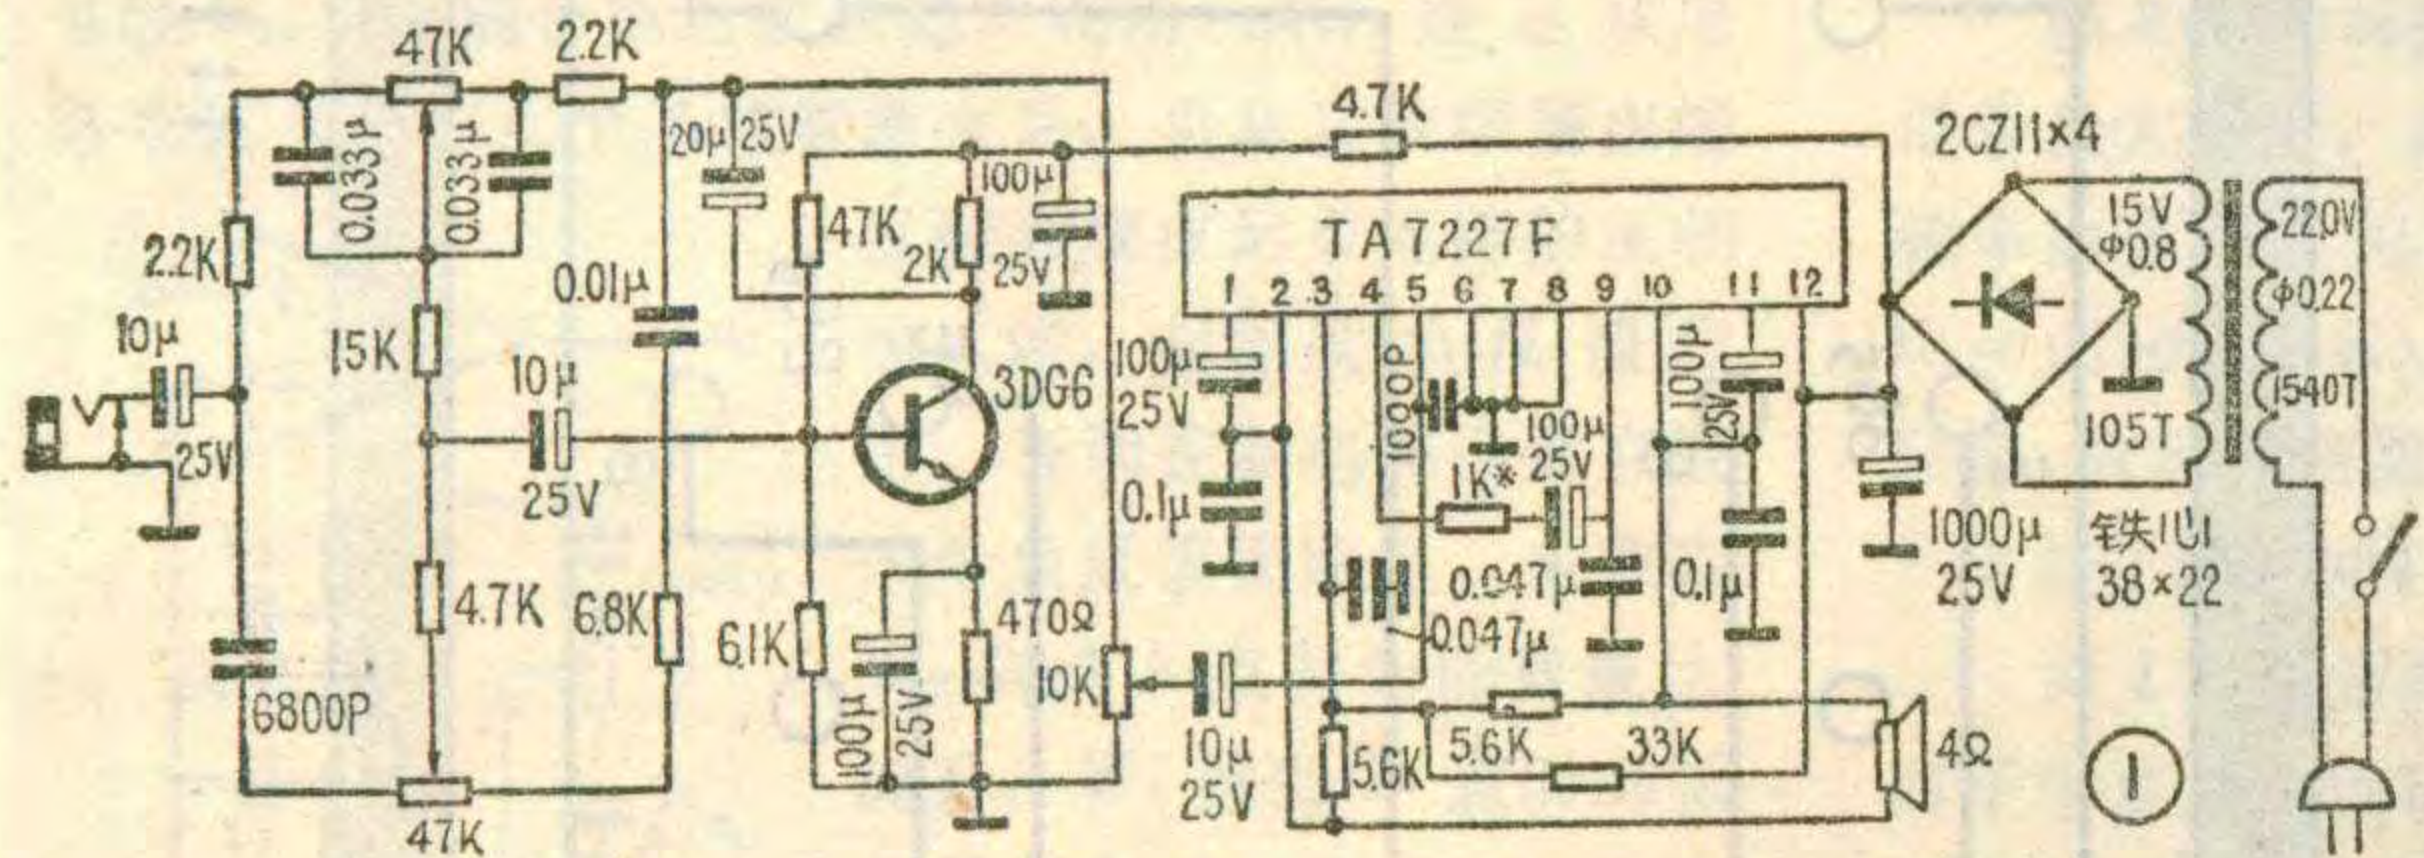 47K
2.2K
0.033μ
0.033μ
2.2K
10μ
25V
15K
10μ
25V
0.01μ
20μ 25V
47K
2K
100μ
25V
3DG6
4.7K
6.8K
6.1K
6800P
47K
100μ
25V
470Ω
10K
10μ
25V
4.7K
TA7227F
1 2 3 4 5 6 7 8 9 10 11 12
100μ
25V
0.1μ
1000P
1K*
100μ
25V
0.047μ
0.047μ
100μ
25V
0.1μ
5.6K
5.6K
33K
4Ω
2CZ11×4
15V
Φ0.8
105T
220V
Φ0.22
1540T
1000μ
25V
铁心
38×22
1